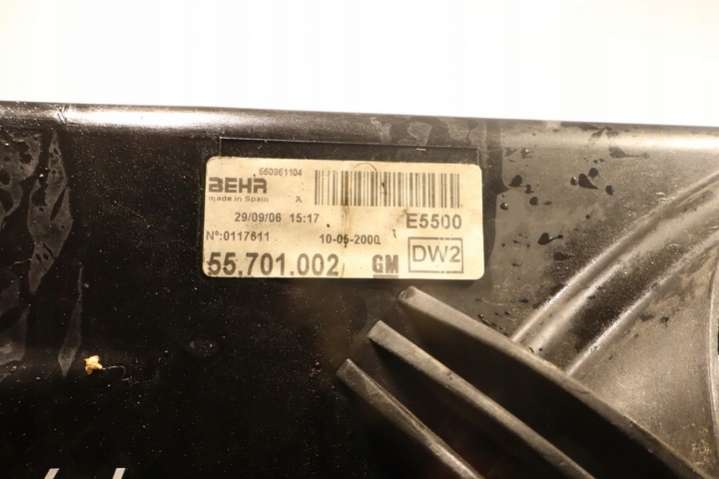 660961104
BEHR
made in Spain A
29/09/06 15:17 E5500
Nº:0117611 10-05-2000
55,701.002 GM DW2